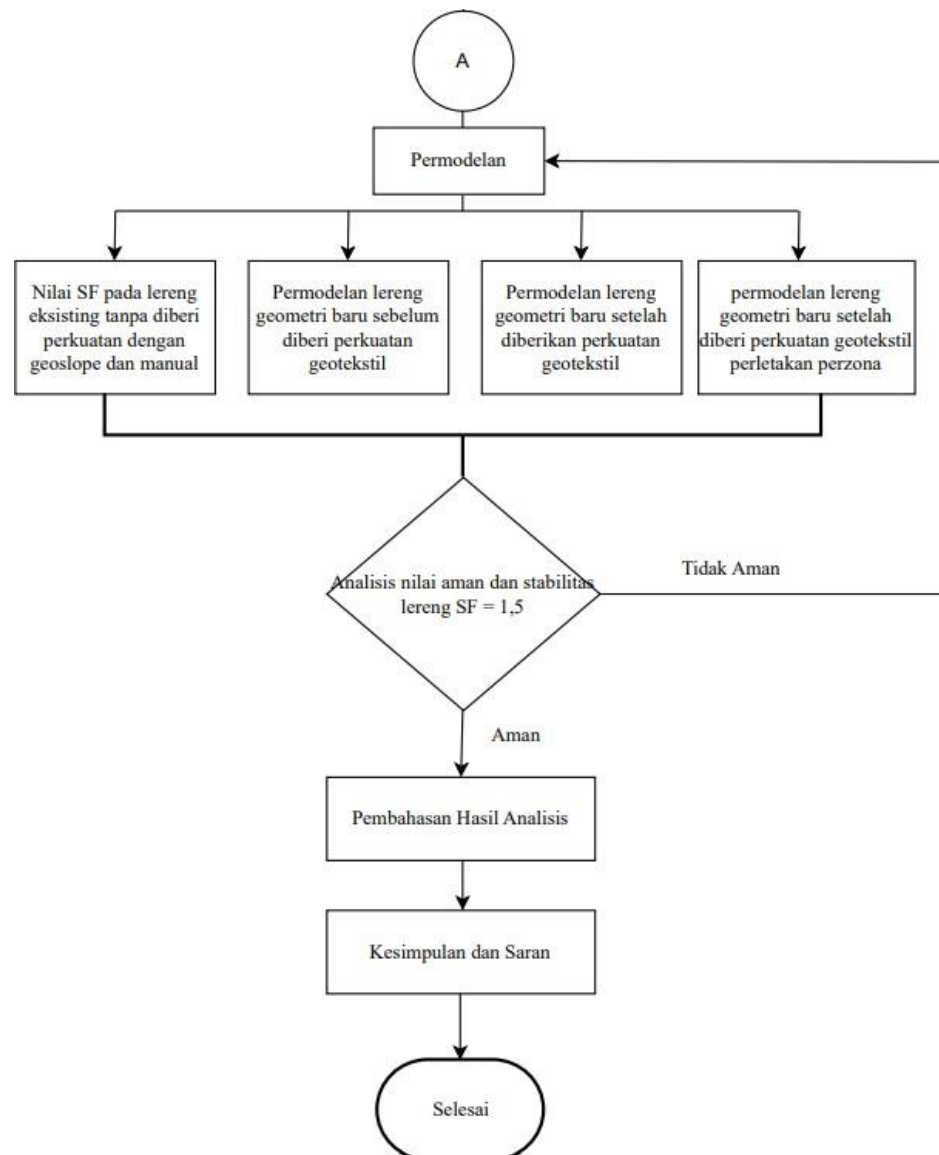 A
Permodelan
Nilai SF pada lereng
eksisting tanpa diberi
perkuatan dengan
geoslope dan manual
Permodelan lereng
geometri baru sebelum
diberi perkuatan
geotekstil
Permodelan lereng
geometri baru setelah
diberikan perkuatan
geotekstil
permodelan lereng
geometri baru setelah
diberi perkuatan geotekstil
perletakan perzona
Analisis nilai aman dan stabilitas
lereng SF = 1,5
Tidak Aman
Aman
Pembahasan Hasil Analisis
Kesimpulan dan Saran
Selesai